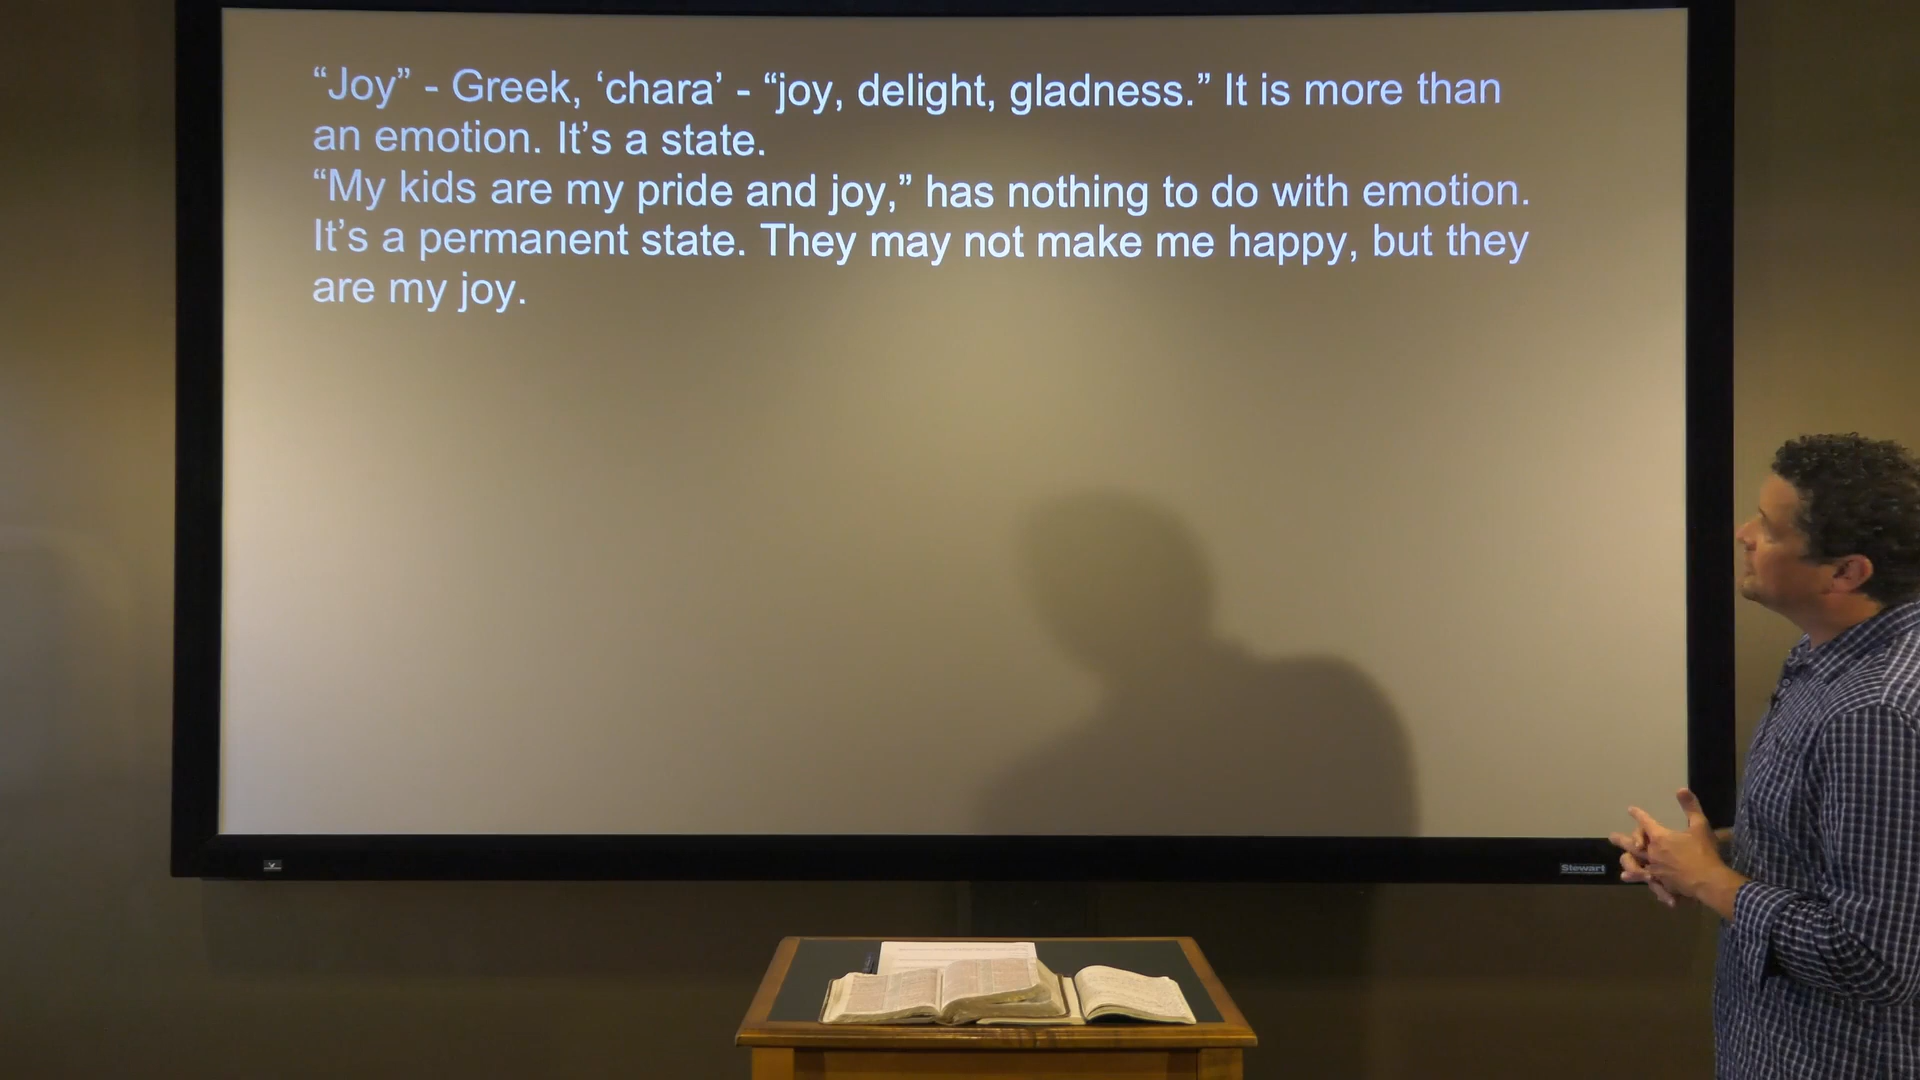 “Joy” - Greek, ‘chara’ - “joy, delight, gladness.” It is more than
an emotion. It’s a state.
“My kids are my pride and joy,” has nothing to do with emotion.
It’s a permanent state. They may not make me happy, but they
are my joy.
Stewart